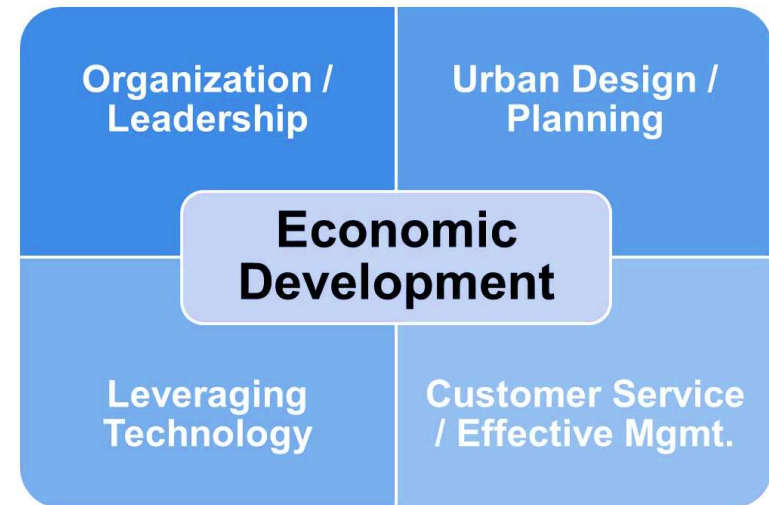 Organization /
Leadership
Urban Design /
Planning
Economic
Development
Leveraging
Technology
Customer Service
/ Effective Mgmt.